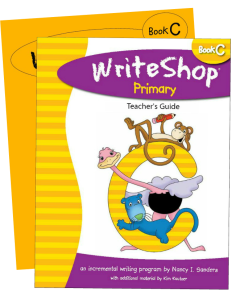 Book C
Wri
Book C
WriteShop
Primary
Teacher's Guide
an incremental writing program by Nancy I. Sanders
with additional material by Kim Kautzer